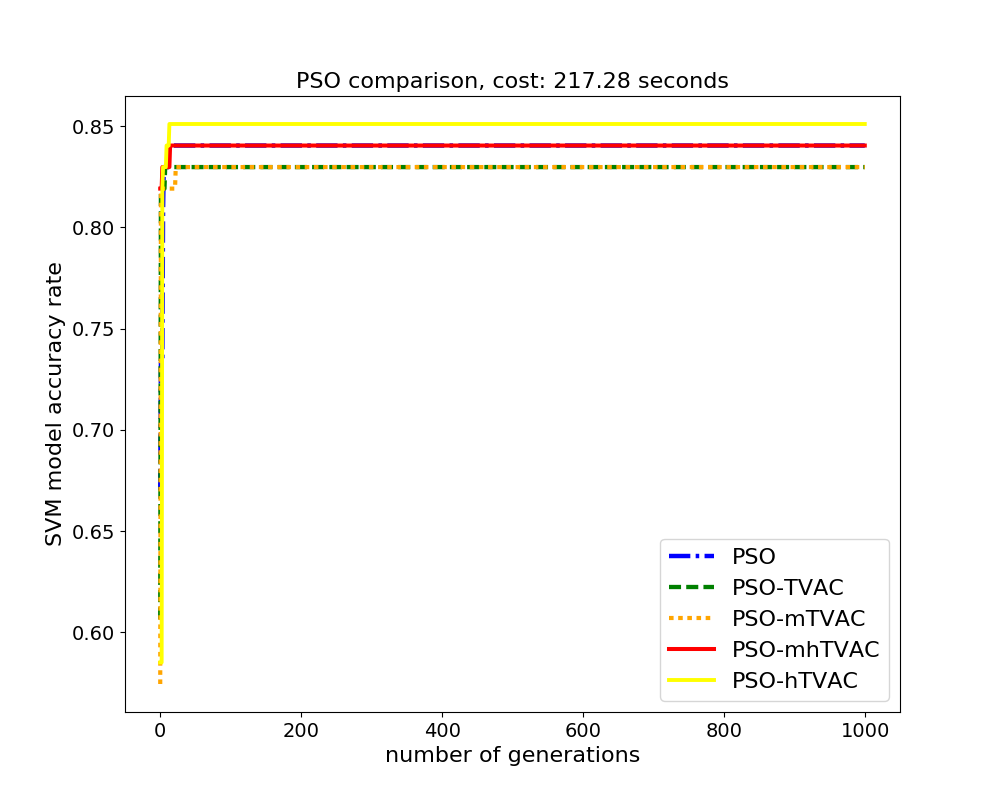 PSO comparison, cost: 217.28 seconds
SVM model accuracy rate
0.85
0.80
0.75
0.70
0.65
0.60
PSO
PSO-TVAC
PSO-mTVAC
PSO-mhTVAC
PSO-hTVAC
0 200 400 600 800 1000
number of generations